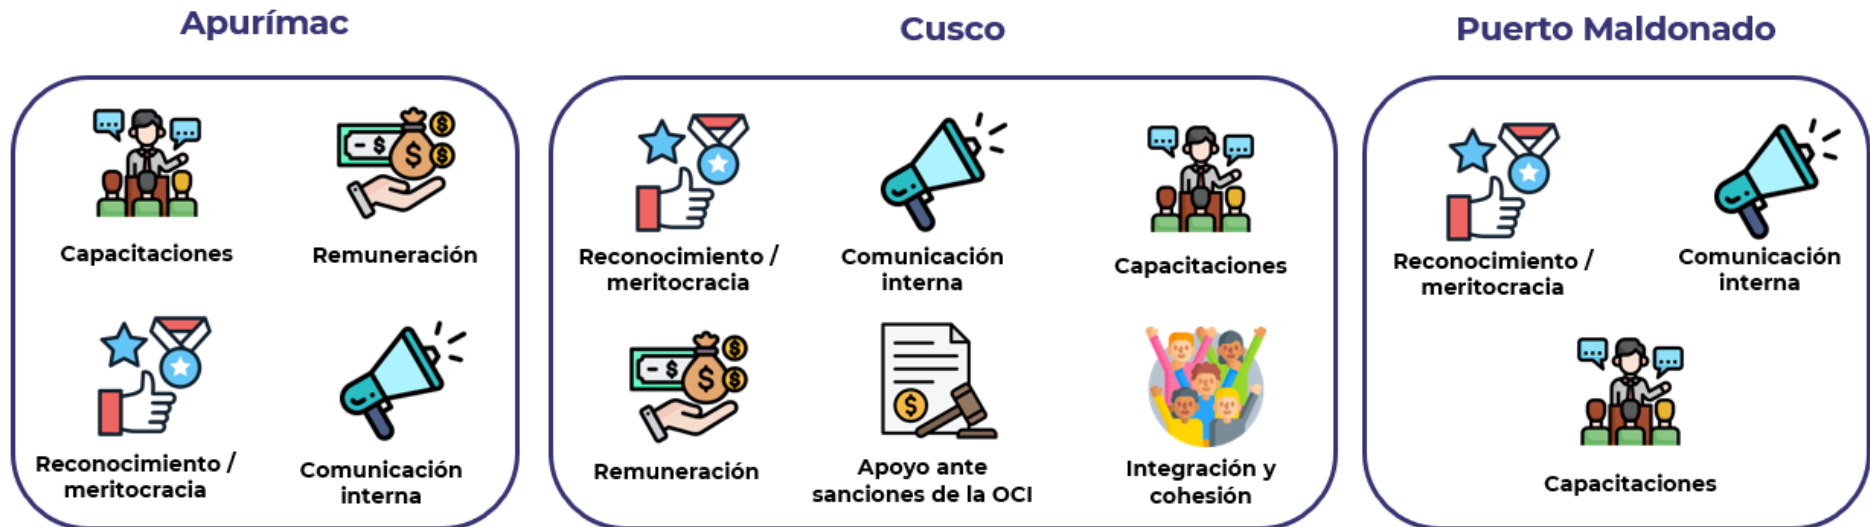 Apurímac
Capacitaciones
Remuneración
Reconocimiento /
meritocracia
Comunicación
interna
Cusco
Reconocimiento /
meritocracia
Comunicación
interna
Capacitaciones
Remuneración
Apoyo ante
sanciones de la OCI
Integración y
cohesión
Puerto Maldonado
Reconocimiento /
meritocracia
Comunicación
interna
Capacitaciones